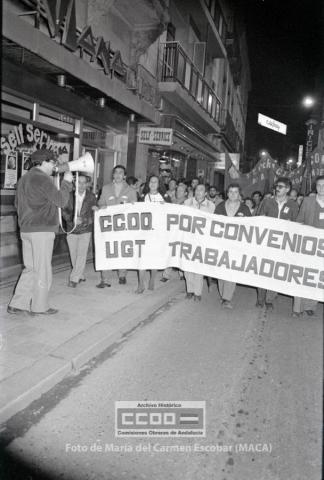 Self Service
SELF SERVICE
CC.OO. POR CONVENIOS
UGT TRABAJADORES
Archivo Histórico
CCOO
Comisiones Obreras de Andalucía
Foto de María del Carmen Escobar (MACA)